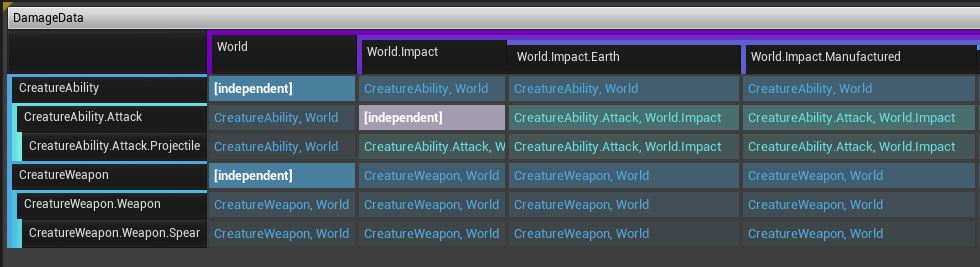 DamageData
World World.Impact World.Impact.Earth World.Impact.Manufactured
CreatureAbility [independent] CreatureAbility, World CreatureAbility, World CreatureAbility, World
CreatureAbility.Attack CreatureAbility, World [independent] CreatureAbility.Attack, World.Impact CreatureAbility.Attack, World.Impact
CreatureAbility.Attack.Projectile CreatureAbility, World CreatureAbility.Attack, W CreatureAbility.Attack, World.Impact CreatureAbility.Attack, World.Impact
CreatureWeapon [independent] CreatureWeapon, World CreatureWeapon, World CreatureWeapon, World
CreatureWeapon.Weapon CreatureWeapon, World CreatureWeapon, World CreatureWeapon, World CreatureWeapon, World
CreatureWeapon.Weapon.Spear CreatureWeapon, World CreatureWeapon, World CreatureWeapon, World CreatureWeapon, World